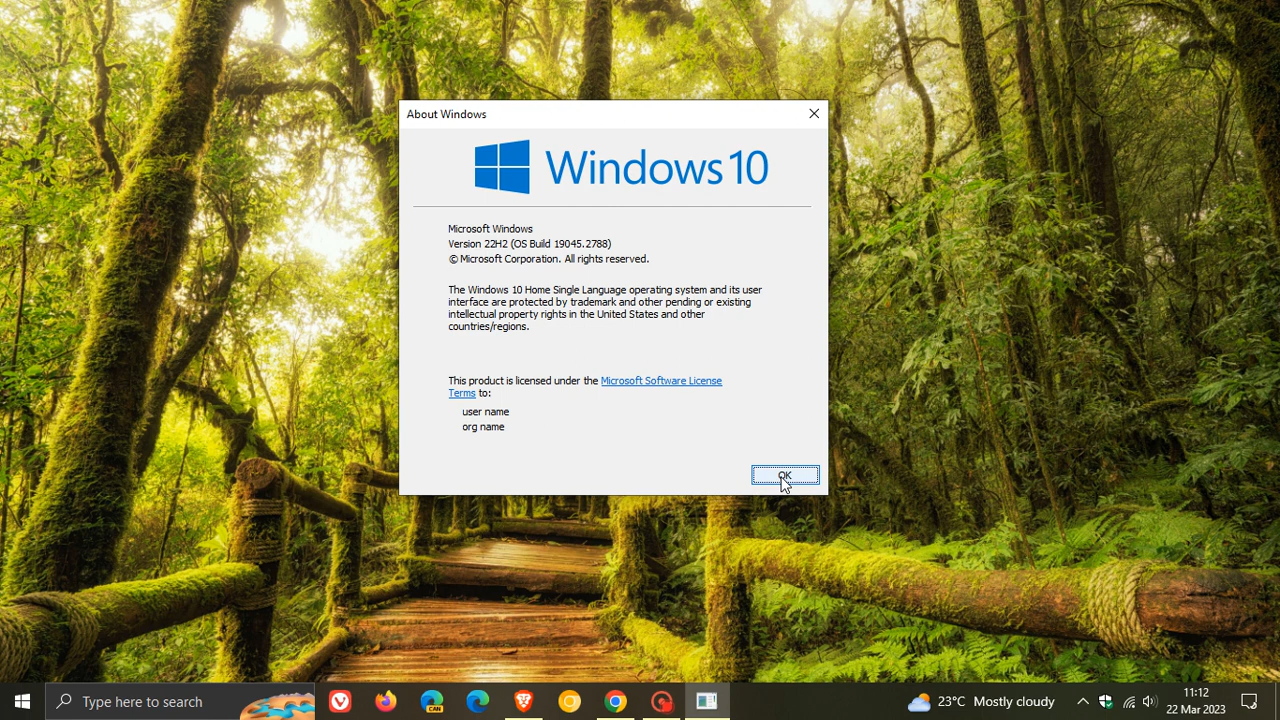 About Windows
Windows 10
Microsoft Windows
Version 22H2 (OS Build 19045.2788)
© Microsoft Corporation. All rights reserved.
The Windows 10 Home Single Language operating system and its user
interface are protected by trademark and other pending or existing
intellectual property rights in the United States and other
countries/regions.
This product is licensed under the Microsoft Software License
Terms to:
user name
org name
OK
Type here to search
CAN
23°C Mostly cloudy
11:12
22 Mar 2023